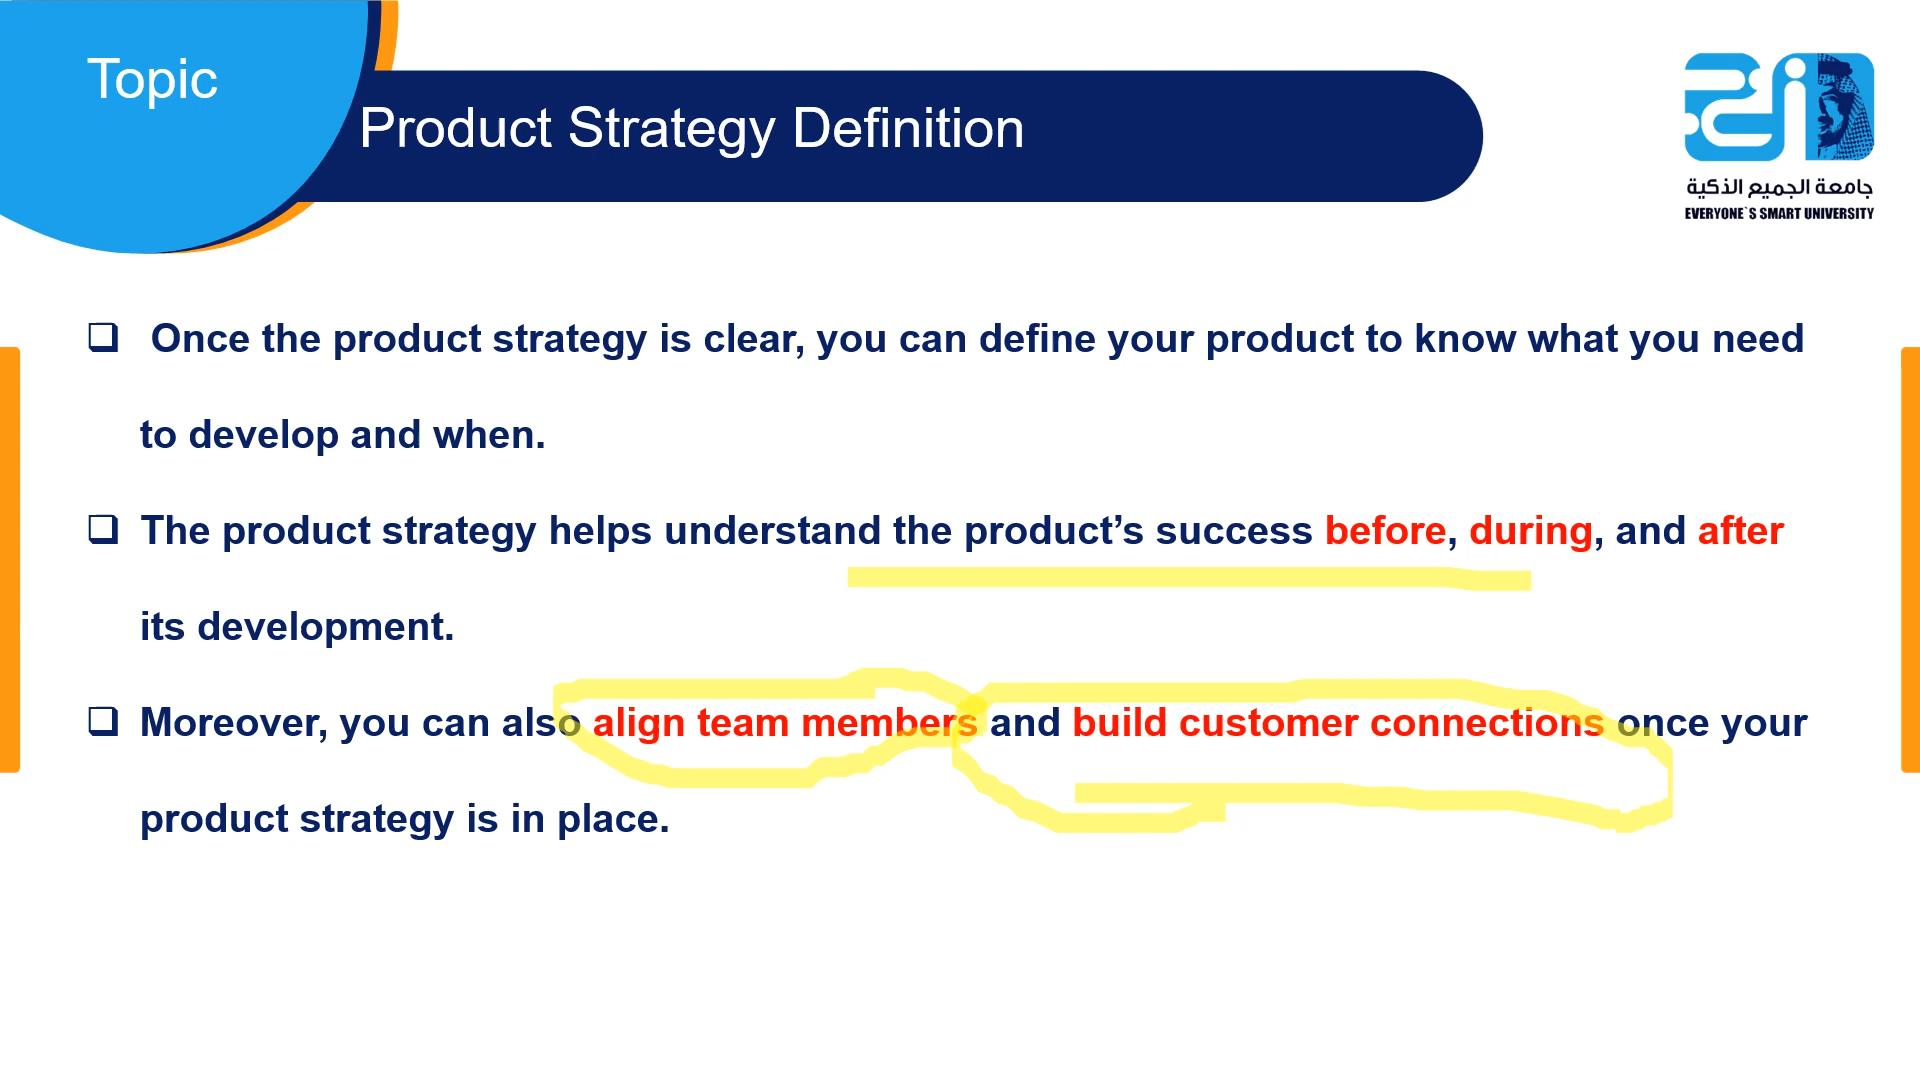 Topic
Product Strategy Definition
جامعة الجميع الذكية
EVERYONE`S SMART UNIVERSITY
❑ Once the product strategy is clear, you can define your product to know what you need
to develop and when.
❑ The product strategy helps understand the product’s success before, during, and after
its development.
❑ Moreover, you can also align team members and build customer connections once your
product strategy is in place.